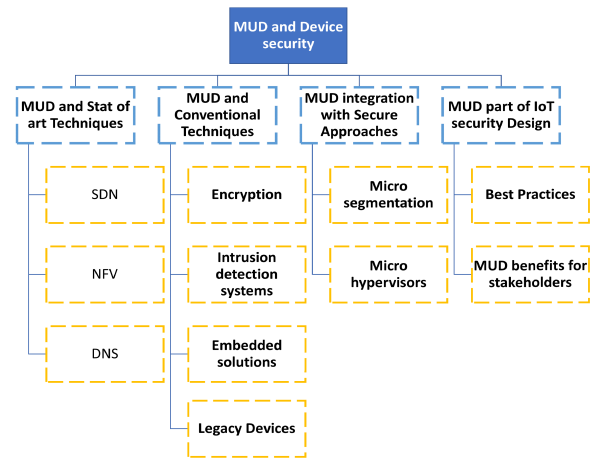 MUD and Device
security
MUD and Stat of
art Techniques
MUD and
Conventional
Techniques
MUD integration
with Secure
Approaches
MUD part of IoT
security Design
SDN
NFV
DNS
Encryption
Intrusion
detection
systems
Embedded
solutions
Legacy Devices
Micro
segmentation
Micro
hypervisors
Best Practices
MUD benefits for
stakeholders